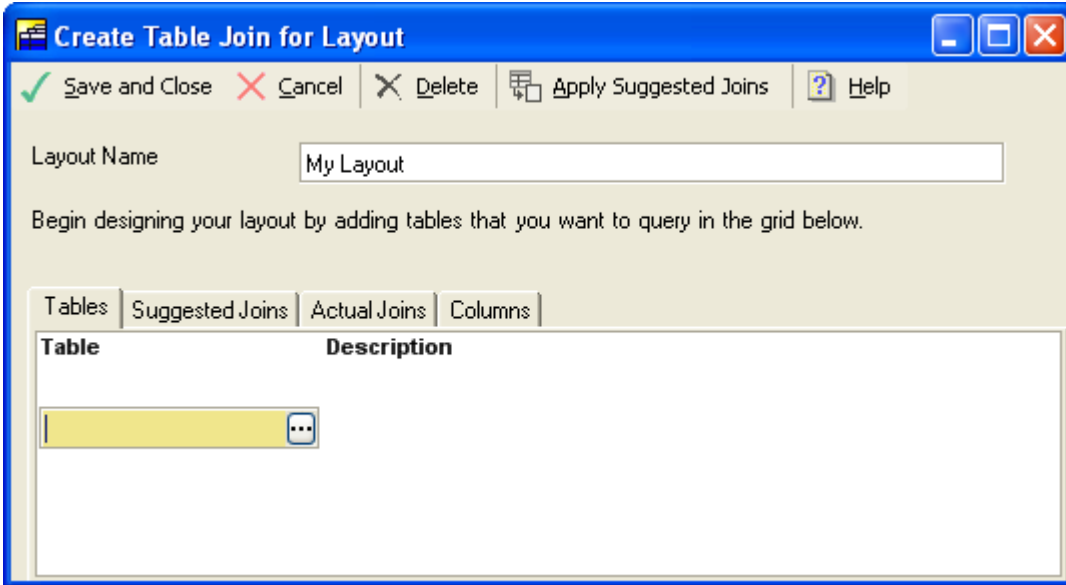 Create Table Join for Layout
Save and Close Cancel Delete Apply Suggested Joins ? Help
Layout Name My Layout
Begin designing your layout by adding tables that you want to query in the grid below.
Tables Suggested Joins Actual Joins Columns
Table Description
...